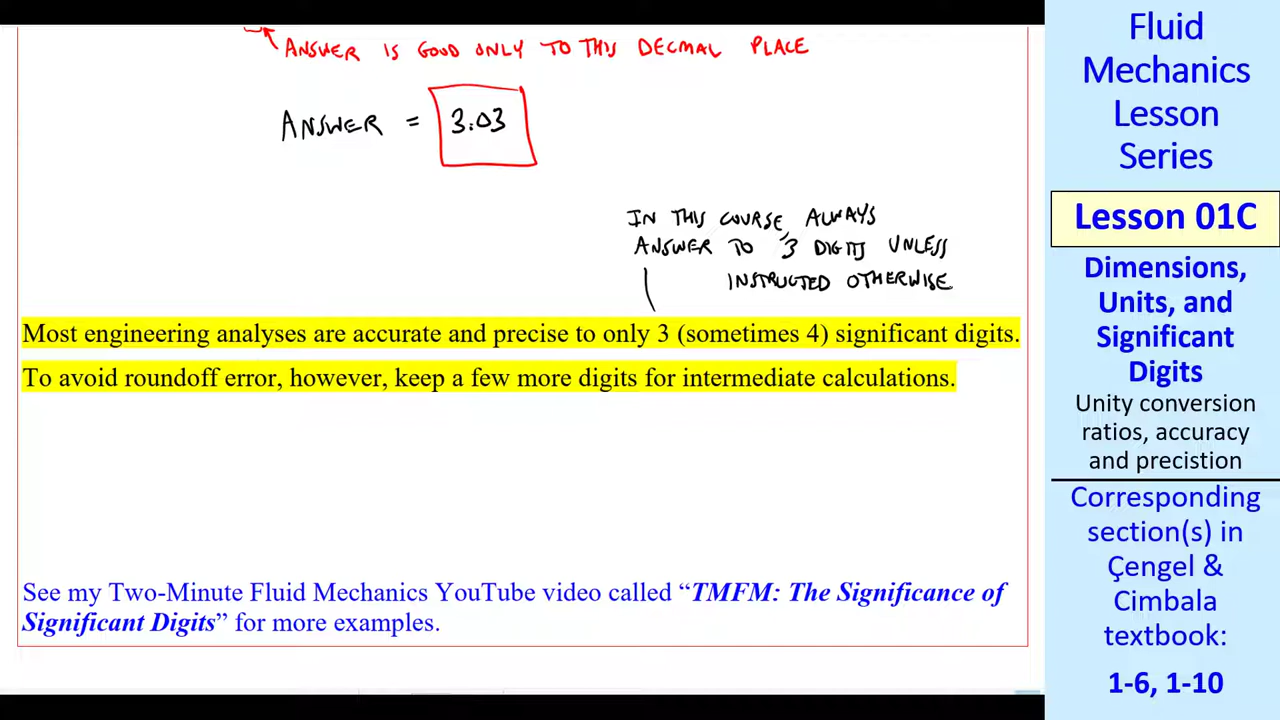 ANSWER IS GOOD ONLY TO THIS DECMAL PLACE
ANSWER = 3.03
IN THIS COURSE, ALWAYS
ANSWER TO 3 DIGITS UNLESS
INSTRUCTED OTHERWISE
Most engineering analyses are accurate and precise to only 3 (sometimes 4) significant digits.
To avoid roundoff error, however, keep a few more digits for intermediate calculations.
See my Two-Minute Fluid Mechanics YouTube video called “TMFM: The Significance of
Significant Digits” for more examples.
Fluid
Mechanics
Lesson
Series
Lesson 01C
Dimensions,
Units, and
Significant
Digits
Unity conversion
ratios, accuracy
and precistion
Corresponding
section(s) in
Çengel &
Cimbala
textbook:
1-6, 1-10